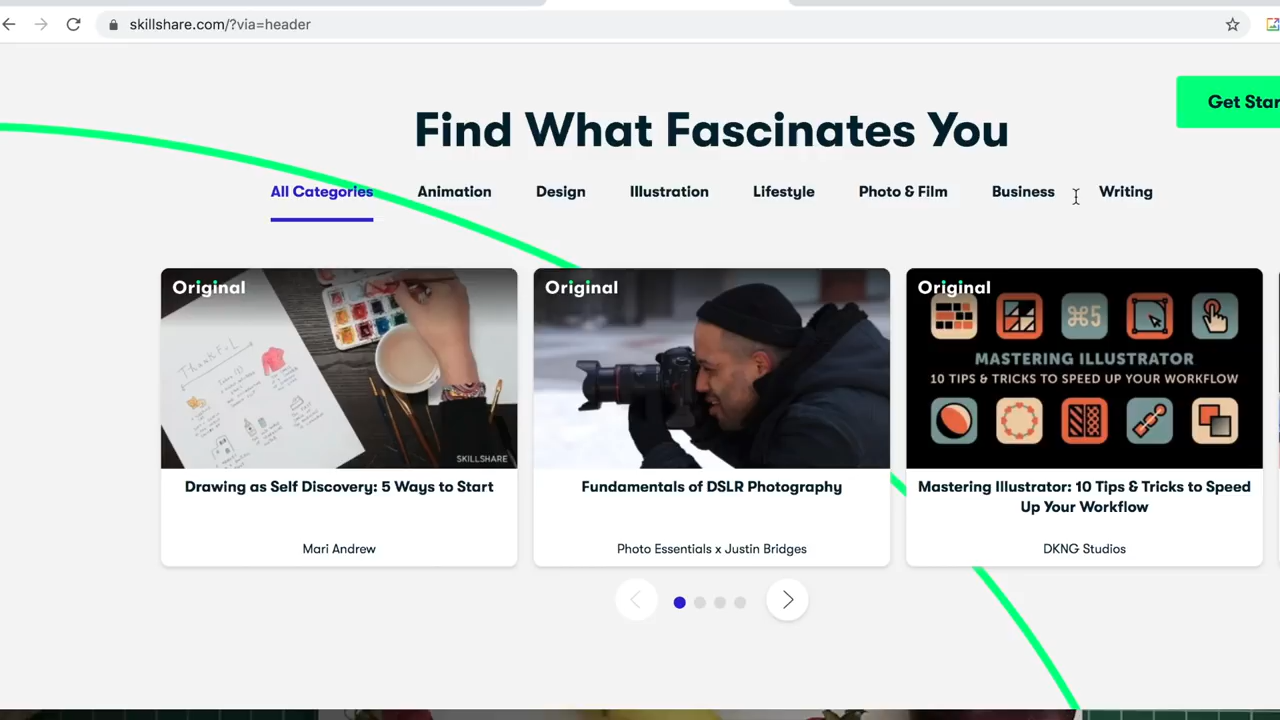 skillshare.com/?via=header
Get Star
Find What Fascinates You
All Categories Animation Design Illustration Lifestyle Photo & Film Business Writing
Original
THANKFUL
SKILLSHARE
Drawing as Self Discovery: 5 Ways to Start
Mari Andrew
Original
Fundamentals of DSLR Photography
Photo Essentials x Justin Bridges
Original
⌘5
MASTERING ILLUSTRATOR
10 TIPS & TRICKS TO SPEED UP YOUR WORKFLOW
Mastering Illustrator: 10 Tips & Tricks to Speed
Up Your Workflow
DKNG Studios